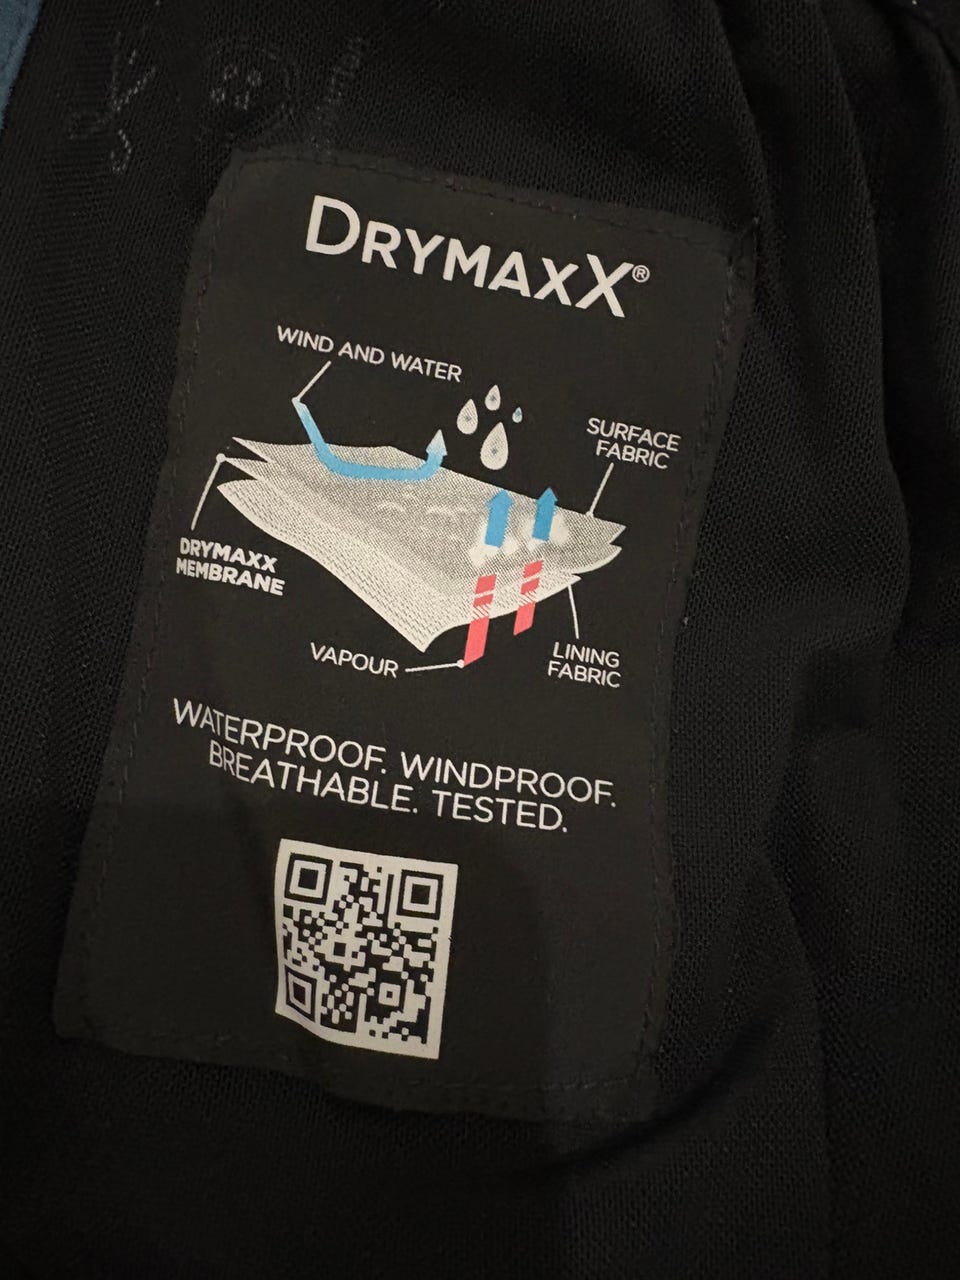 DRYMAXX®
WIND AND WATER
SURFACE
FABRIC
DRYMAXX
MEMBRANE
VAPOUR
LINING
FABRIC
WATERPROOF. WINDPROOF.
BREATHABLE. TESTED.